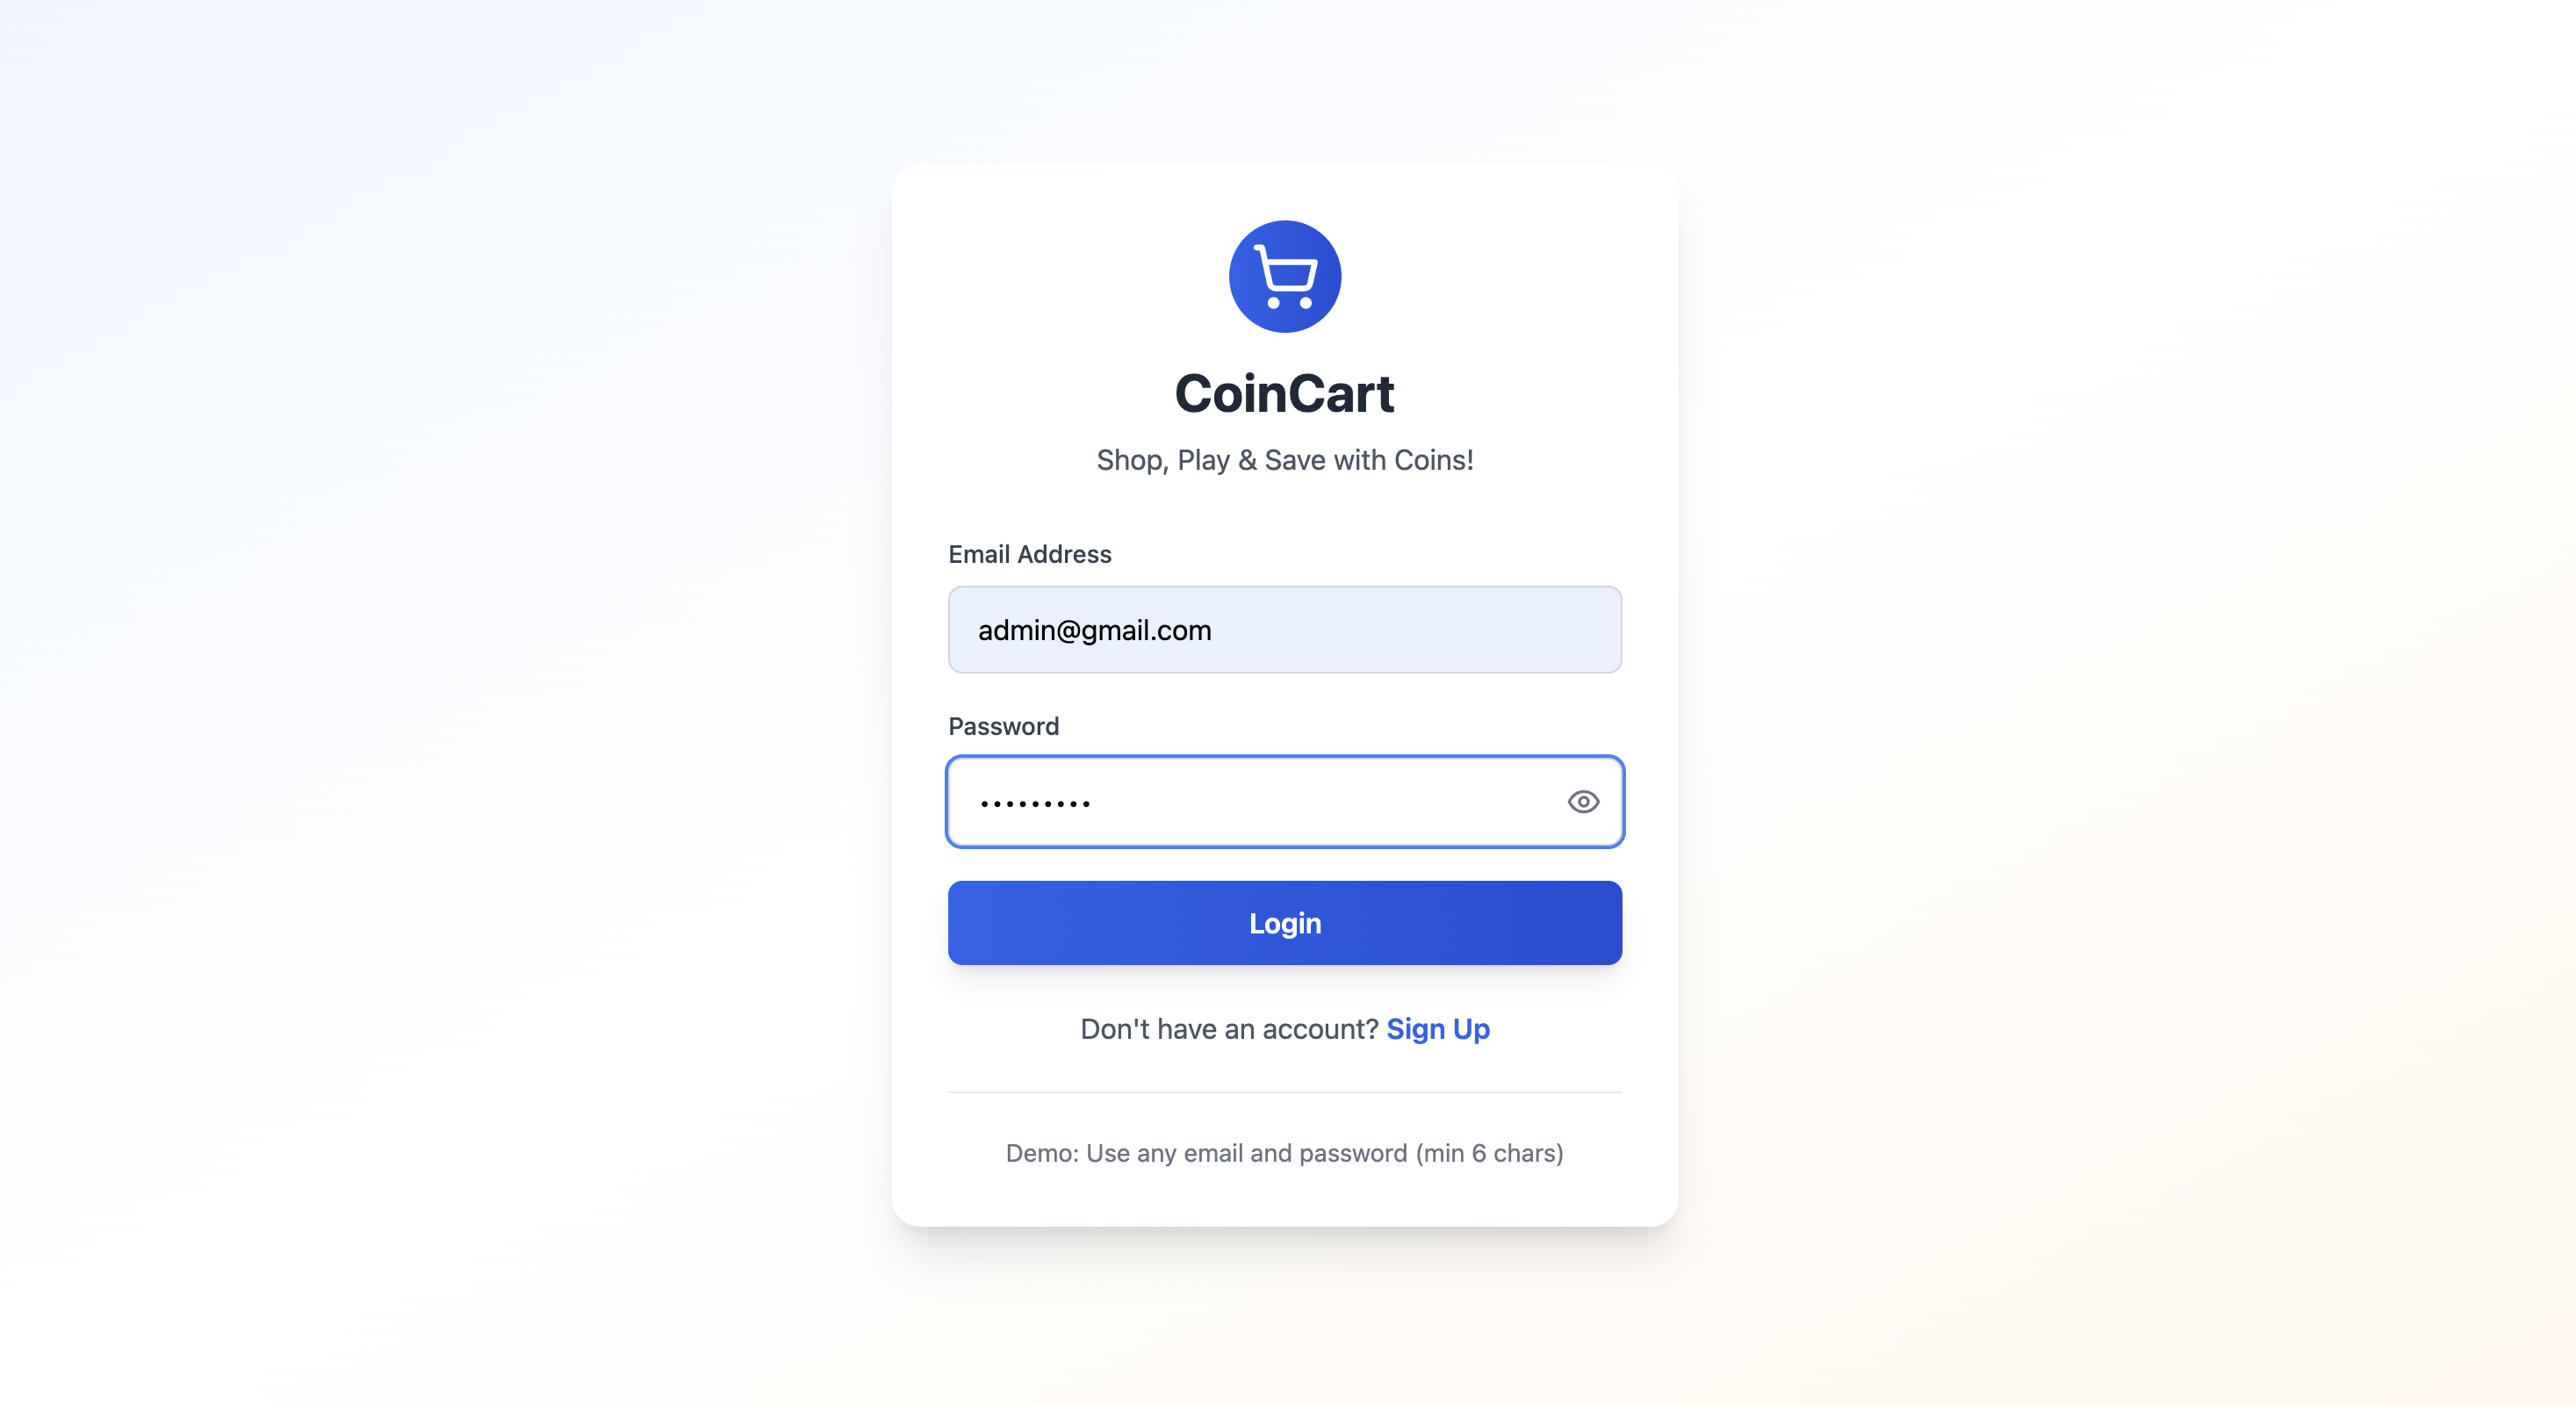 CoinCart
Shop, Play & Save with Coins!
Email Address
admin@gmail.com
Password
•••••••••
Login
Don't have an account? Sign Up
Demo: Use any email and password (min 6 chars)